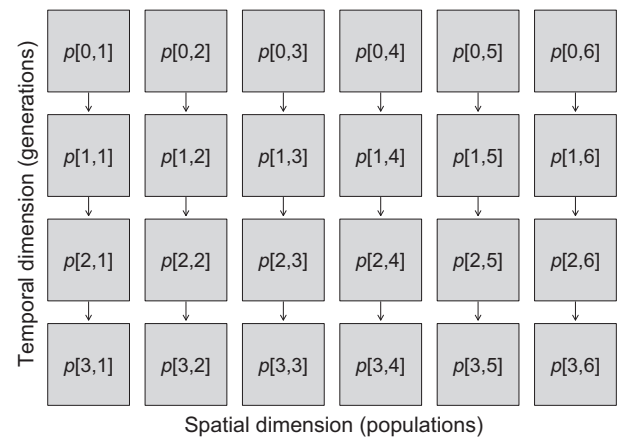 Temporal dimension (generations)
p[0,1] p[0,2] p[0,3] p[0,4] p[0,5] p[0,6]
p[1,1] p[1,2] p[1,3] p[1,4] p[1,5] p[1,6]
p[2,1] p[2,2] p[2,3] p[2,4] p[2,5] p[2,6]
p[3,1] p[3,2] p[3,3] p[3,4] p[3,5] p[3,6]
Spatial dimension (populations)